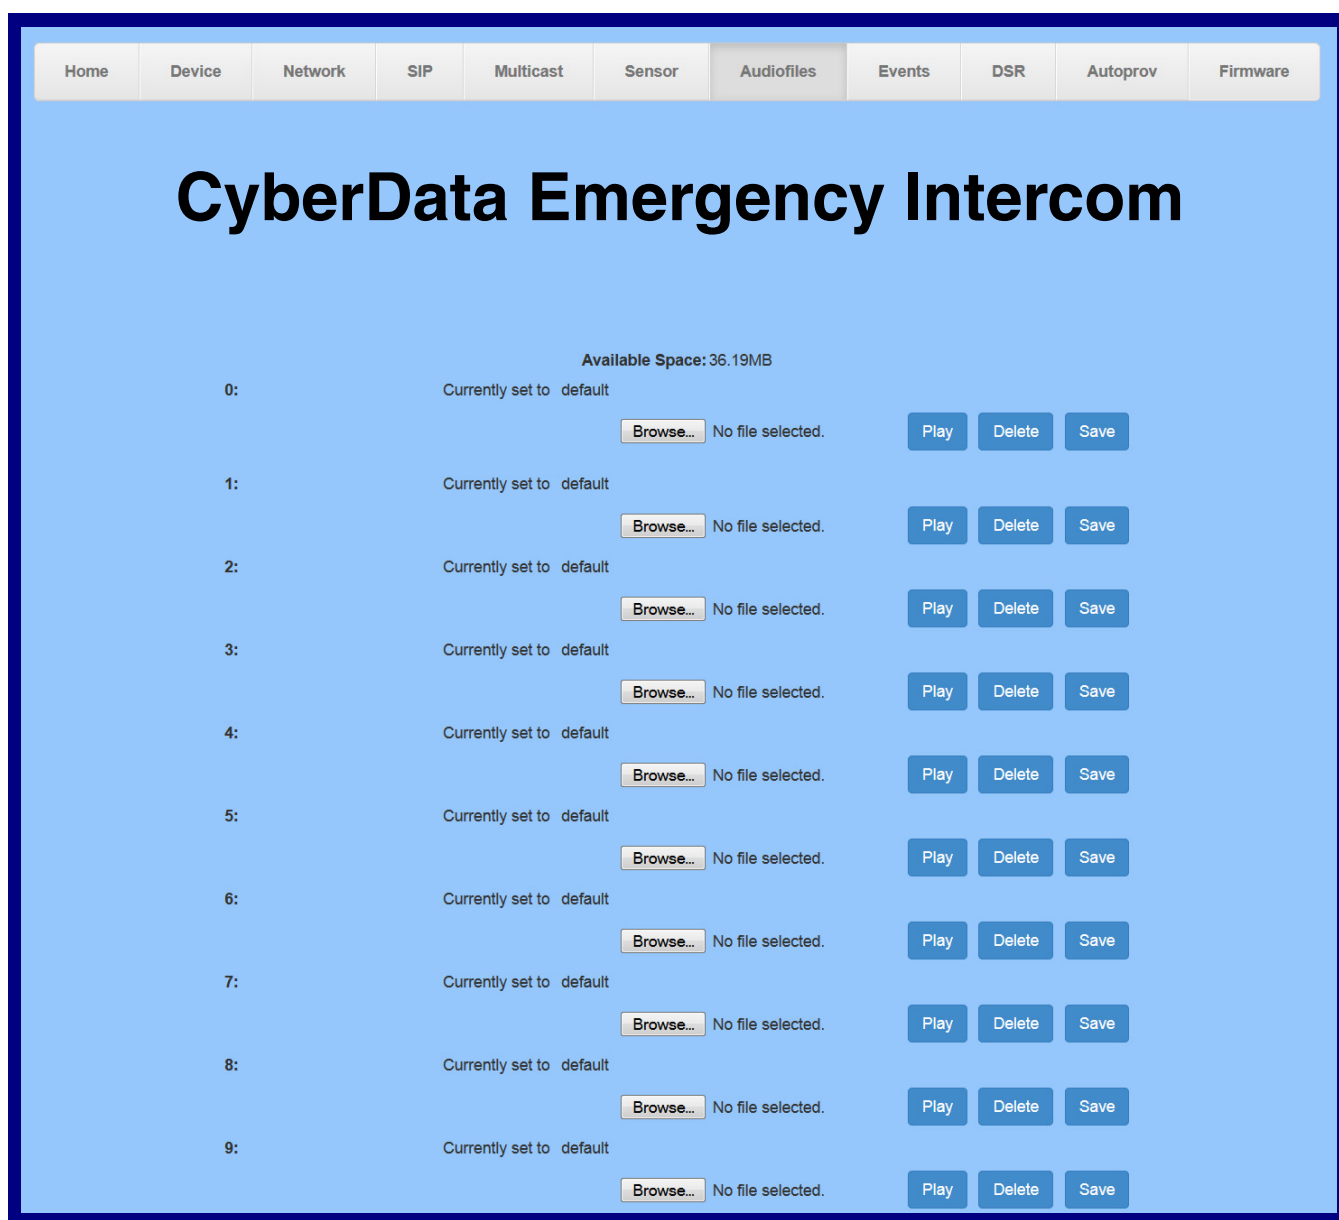 Home Device Network SIP Multicast Sensor Audiofiles Events DSR Autoprov Firmware
CyberData Emergency Intercom
Available Space: 36.19MB
0: Currently set to default
Browse... No file selected. Play Delete Save
1: Currently set to default
Browse... No file selected. Play Delete Save
2: Currently set to default
Browse... No file selected. Play Delete Save
3: Currently set to default
Browse... No file selected. Play Delete Save
4: Currently set to default
Browse... No file selected. Play Delete Save
5: Currently set to default
Browse... No file selected. Play Delete Save
6: Currently set to default
Browse... No file selected. Play Delete Save
7: Currently set to default
Browse... No file selected. Play Delete Save
8: Currently set to default
Browse... No file selected. Play Delete Save
9: Currently set to default
Browse... No file selected. Play Delete Save